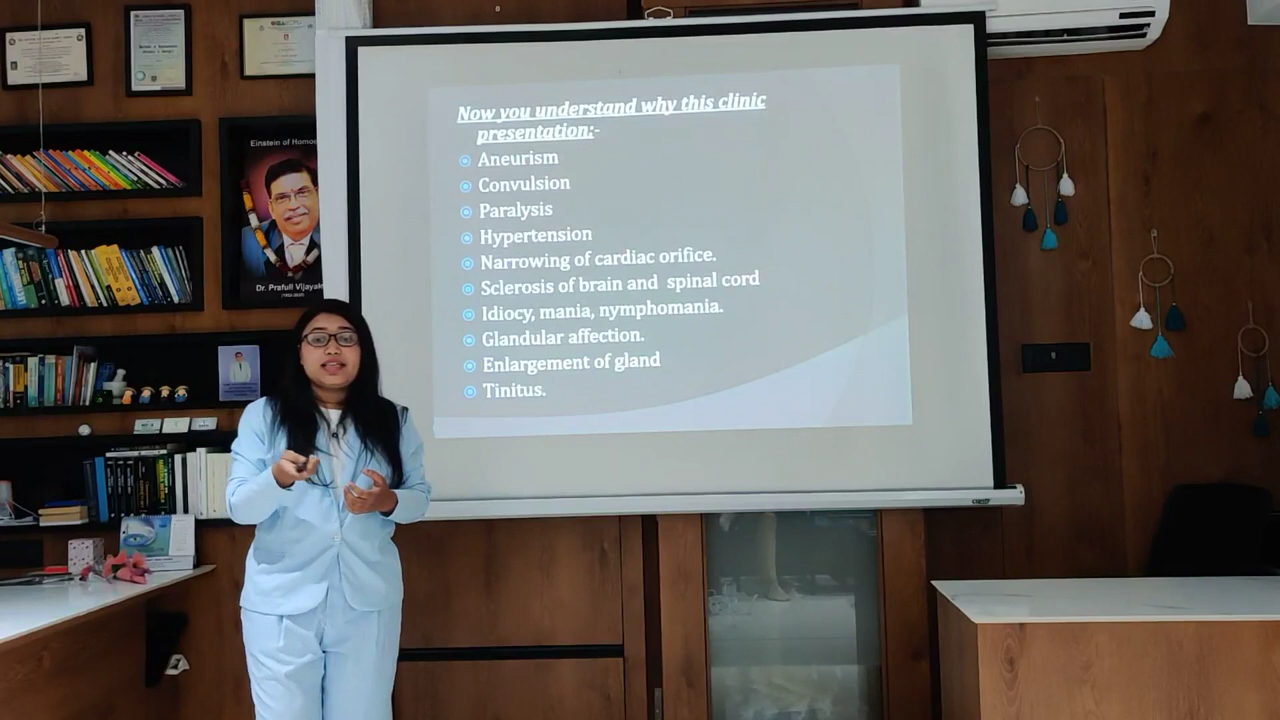 Einstein of Homoe
Dr. Prafull Vijayak
Now you understand why this clinic
presentation:-
Aneurism
Convulsion
Paralysis
Hypertension
Narrowing of cardiac orifice.
Sclerosis of brain and spinal cord
Idiocy, mania, nymphomania.
Glandular affection.
Enlargement of gland
Tinitus.